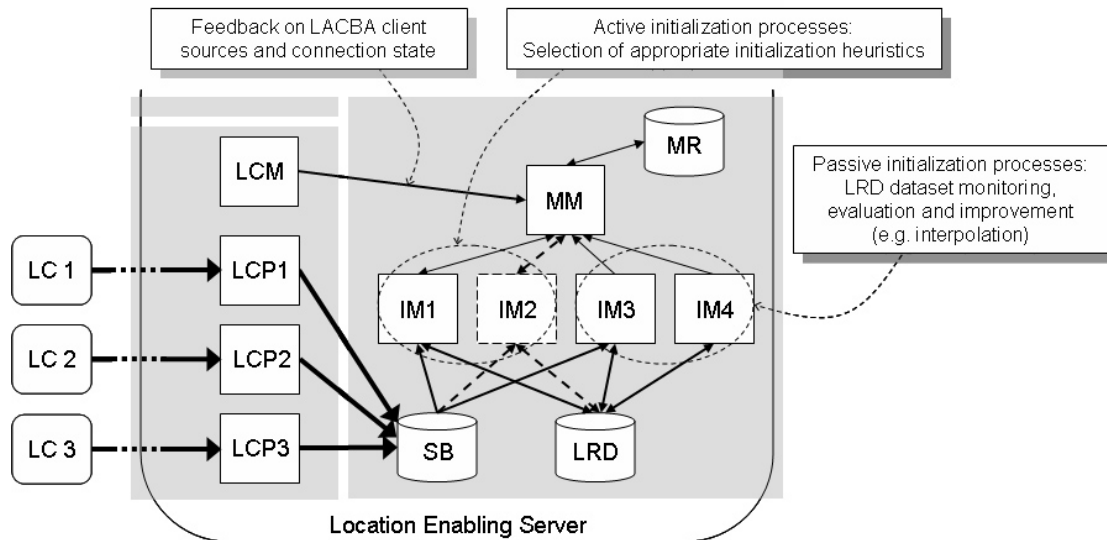 Feedback on LACBA client
sources and connection state
Active initialization processes:
Selection of appropriate initialization heuristics
Passive initialization processes:
LRD dataset monitoring,
evaluation and improvement
(e.g. interpolation)
MR
LCM
MM
LC 1
LCP1
IM1
IM2
IM3
IM4
LC 2
LCP2
LC 3
LCP3
SB
LRD
Location Enabling Server